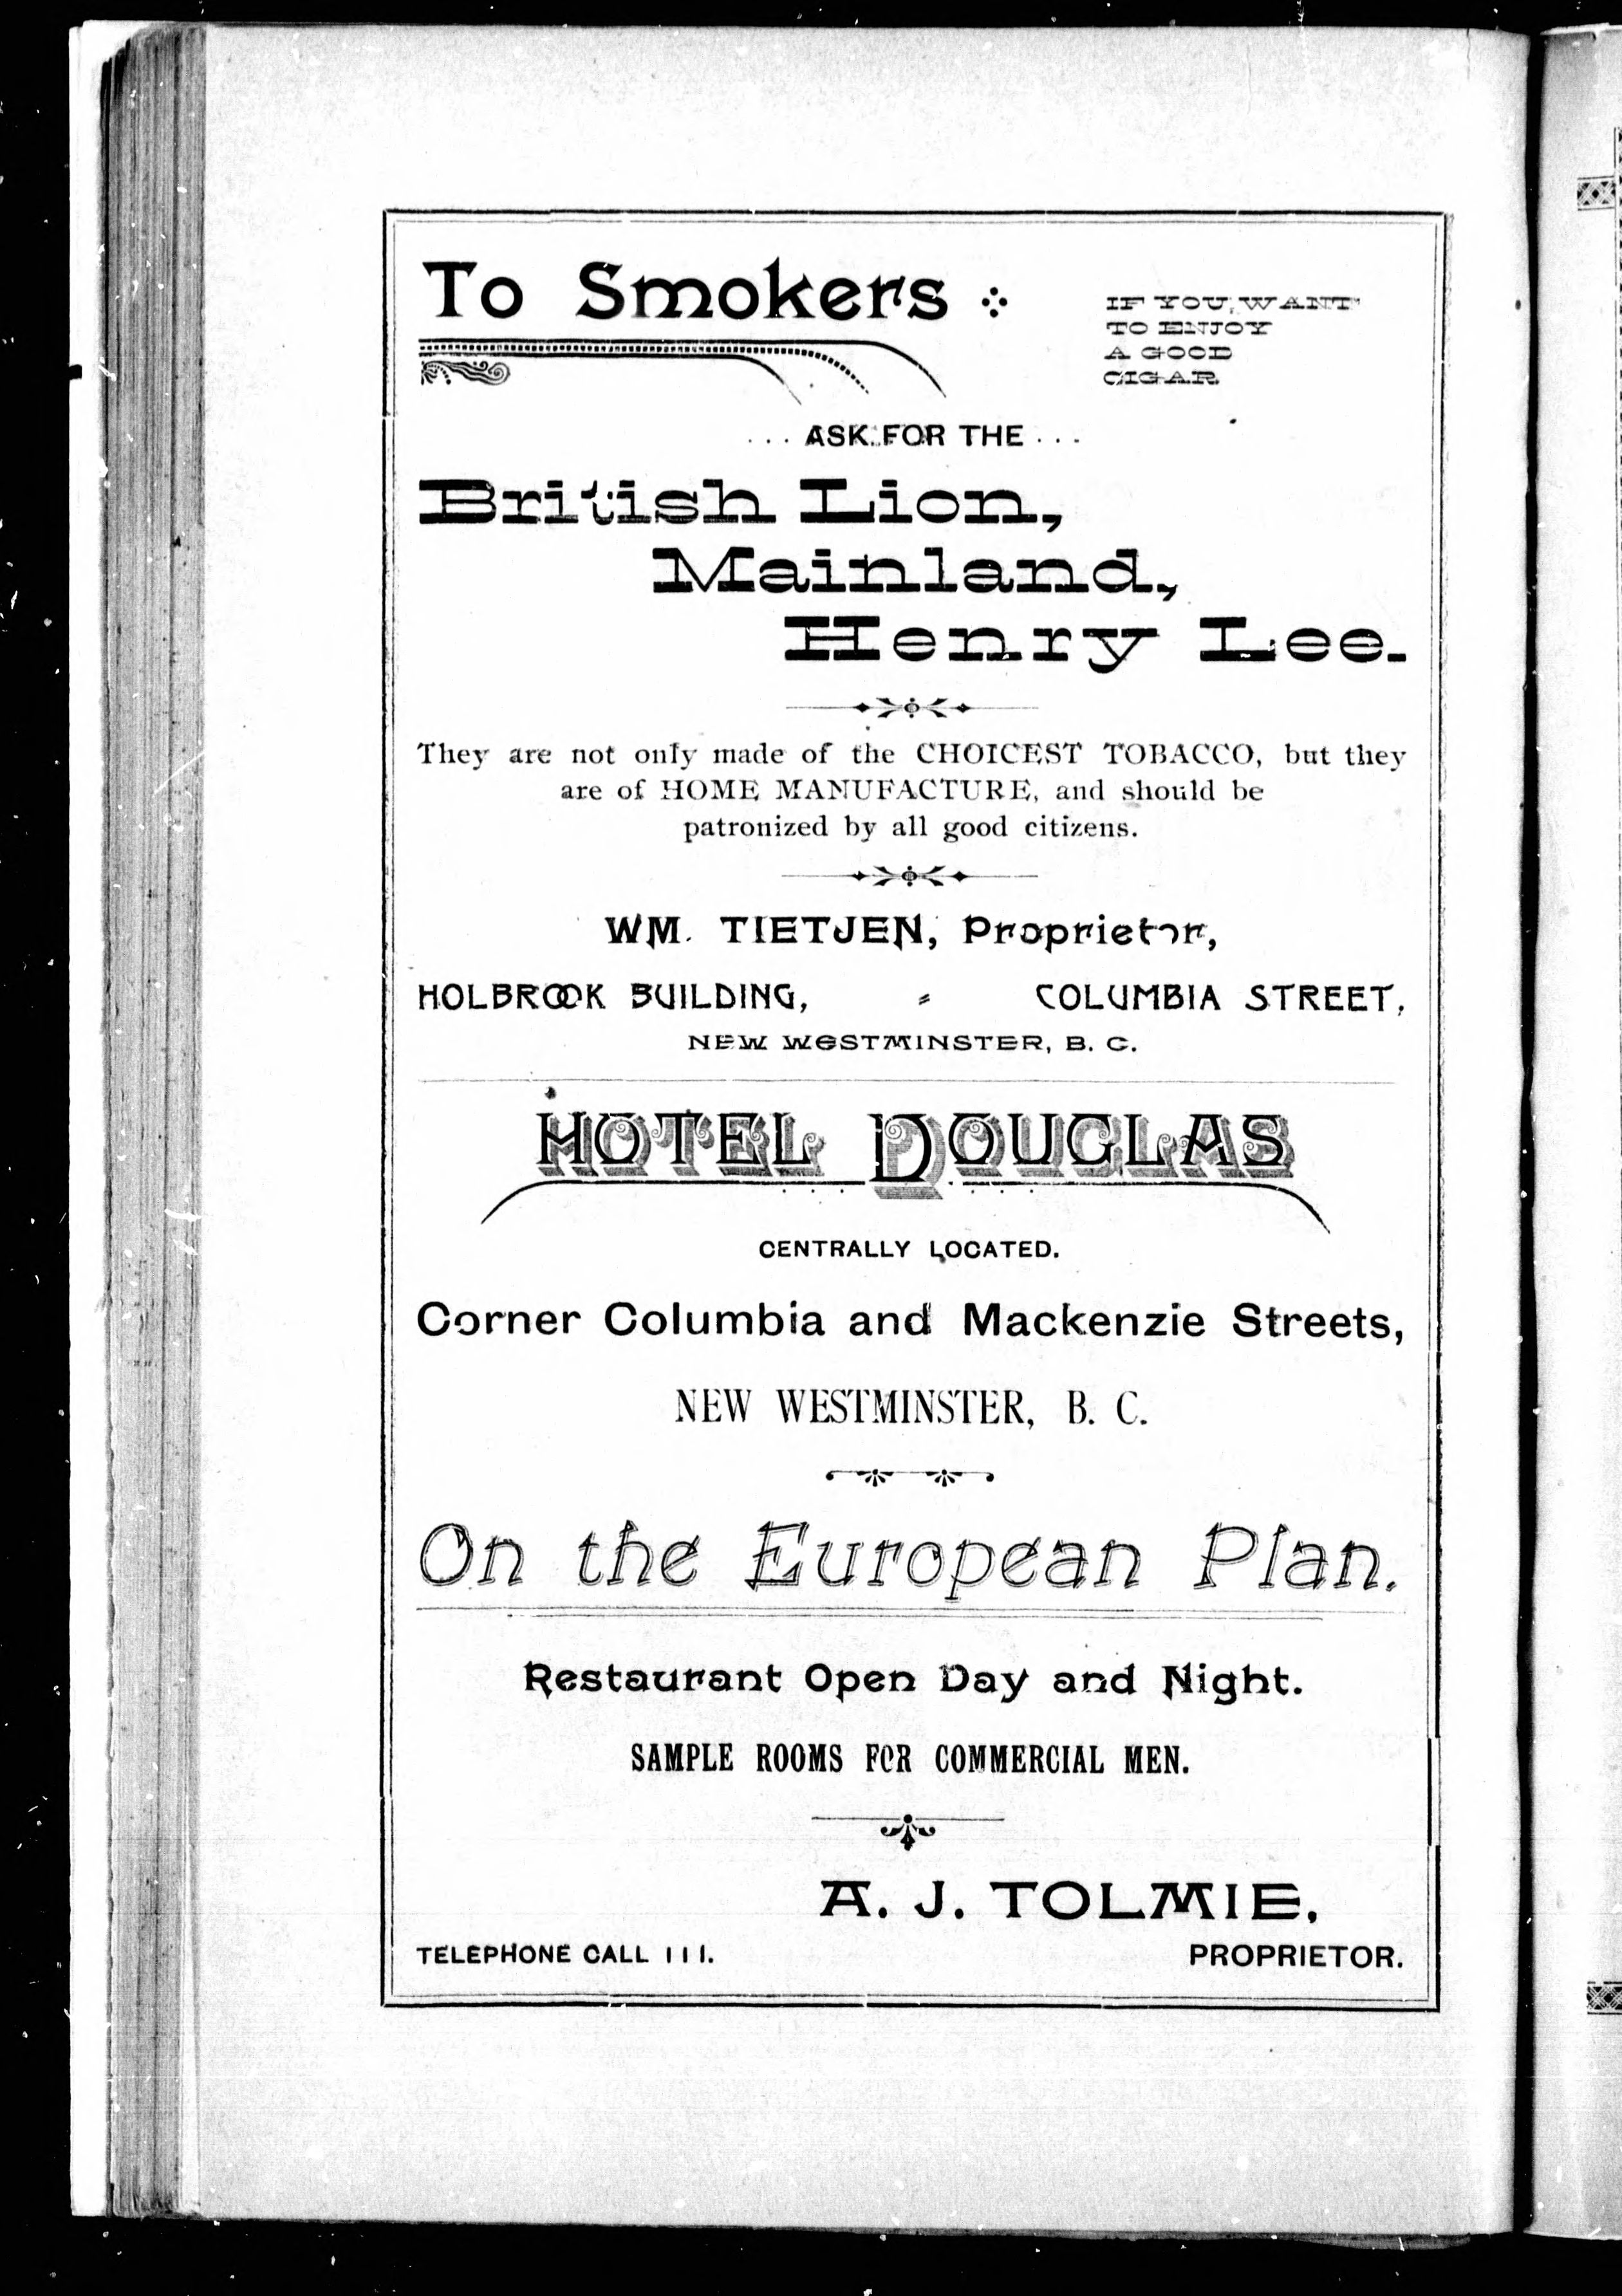 To Smokers
IF YOU WANT
TO ENJOY
A GOOD
CIGAR
... ASK FOR THE ...
British Lion,
Mainland,
Henry Lee.
They are not only made of the CHOICEST TOBACCO, but they
are of HOME MANUFACTURE, and should be
patronized by all good citizens.
WM. TIETJEN, Proprietor,
HOLBROOK BUILDING, - COLUMBIA STREET,
NEW WESTMINSTER, B. C.
HOTEL DOUGLAS
CENTRALLY LOCATED.
Corner Columbia and Mackenzie Streets,
NEW WESTMINSTER, B. C.
On the European Plan.
Restaurant Open Day and Night.
SAMPLE ROOMS FOR COMMERCIAL MEN.
A. J. TOLMIE,
TELEPHONE CALL 111. PROPRIETOR.